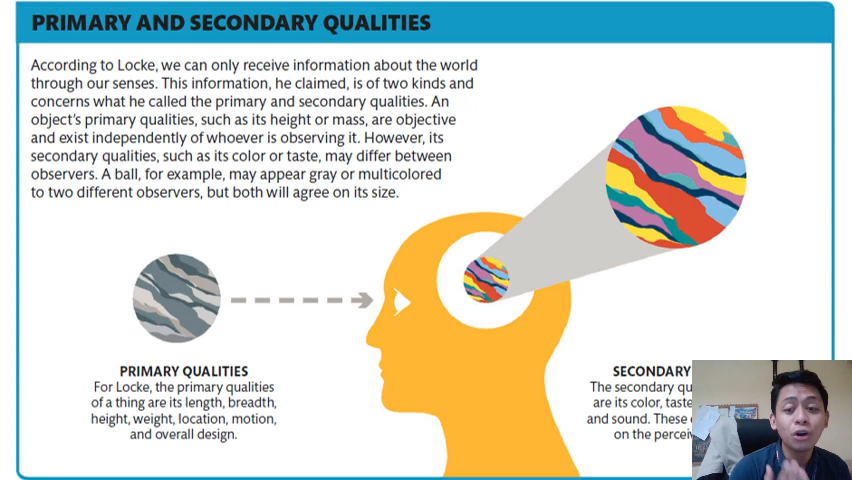 PRIMARY AND SECONDARY QUALITIES
According to Locke, we can only receive information about the world
through our senses. This information, he claimed, is of two kinds and
concerns what he called the primary and secondary qualities. An
object's primary qualities, such as its height or mass, are objective
and exist independently of whoever is observing it. However, its
secondary qualities, such as its color or taste, may differ between
observers. A ball, for example, may appear gray or multicolored
to two different observers, but both will agree on its size.
PRIMARY QUALITIES
For Locke, the primary qualities
of a thing are its length, breadth,
height, weight, location, motion,
and overall design.
SECONDARY
The secondary
are its color, taste
and sound. These
on the